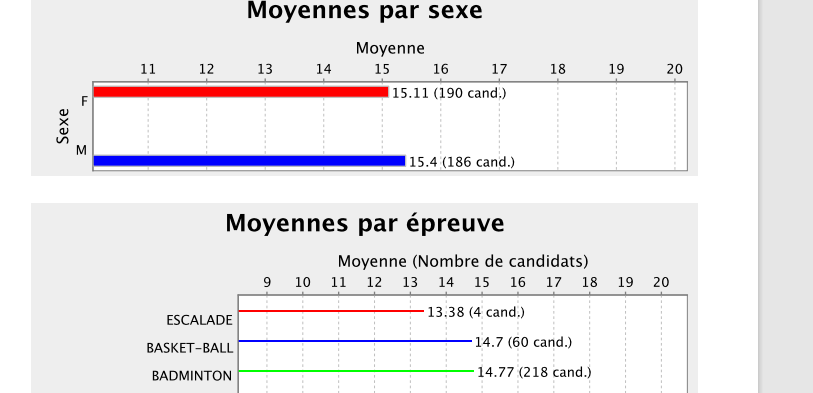 Moyennes par sexe
Moyenne
11 12 13 14 15 16 17 18 19 20
Sexe
F 15.11 (190 cand.)
M 15.4 (186 cand.)
Moyennes par épreuve
Moyenne (Nombre de candidats)
9 10 11 12 13 14 15 16 17 18 19 20
ESCALADE 13.38 (4 cand.)
BASKET-BALL 14.7 (60 cand.)
BADMINTON 14.77 (218 cand.)